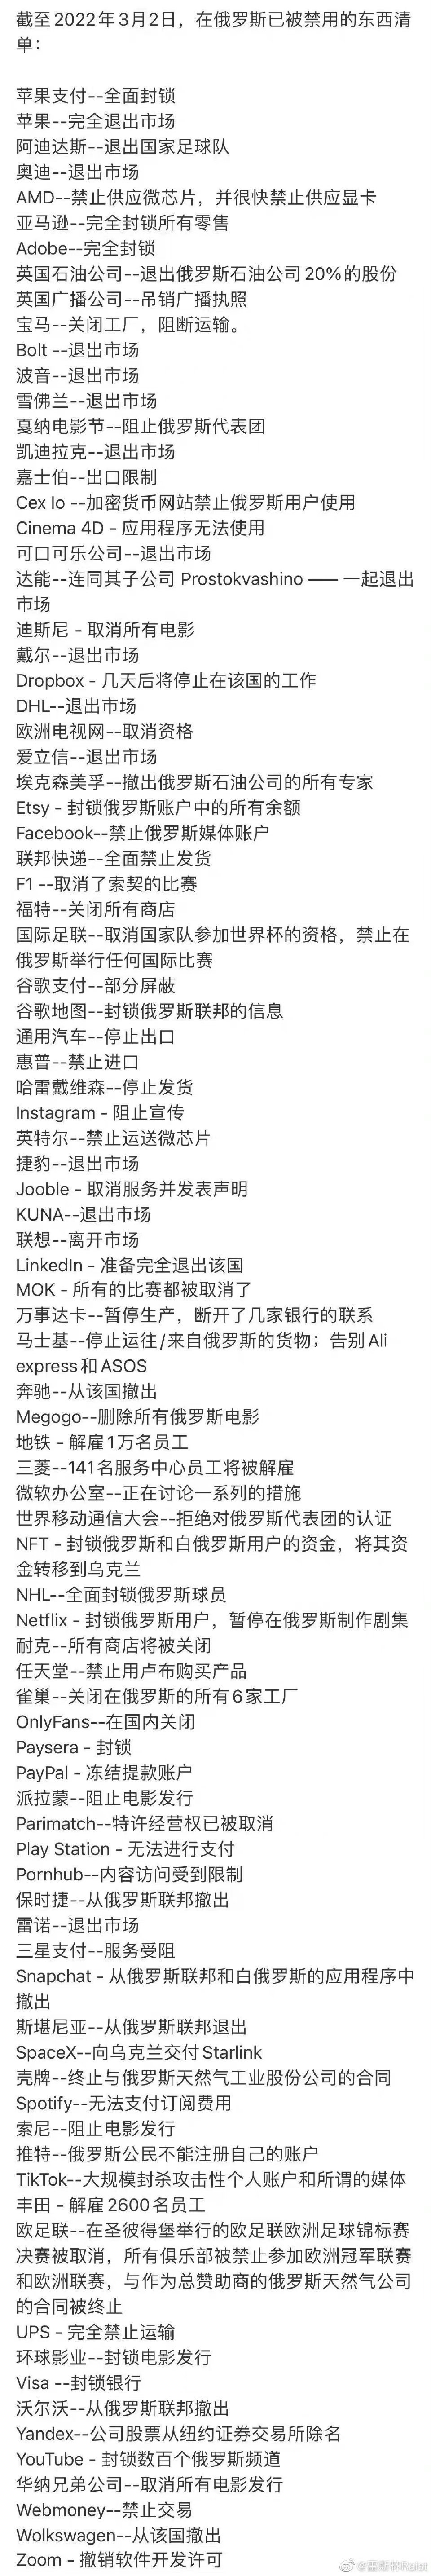 截至2022年3月2日，在俄罗斯已被禁用的东西清
单：
苹果支付--全面封锁
苹果--完全退出市场
阿迪达斯--退出国家足球队
奥迪--退出市场
AMD--禁止供应微芯片，并很快禁止供应显卡
亚马逊--完全封锁所有零售
Adobe--完全封锁
英国石油公司--退出俄罗斯石油公司20%的股份
英国广播公司--吊销广播执照
宝马--关闭工厂，阻断运输。
Bolt --退出市场
波音--退出市场
雪佛兰--退出市场
戛纳电影节--阻止俄罗斯代表团
凯迪拉克--退出市场
嘉士伯--出口限制
Cex Io --加密货币网站禁止俄罗斯用户使用
Cinema 4D - 应用程序无法使用
可口可乐公司--退出市场
达能--连同其子公司 Prostokvashino —— 一起退出
市场
迪斯尼 - 取消所有电影
戴尔--退出市场
Dropbox - 几天后将停止在该国的工作
DHL--退出市场
欧洲电视网--取消资格
爱立信--退出市场
埃克森美孚--撤出俄罗斯石油公司的所有专家
Etsy - 封锁俄罗斯账户中的所有余额
Facebook--禁止俄罗斯媒体账户
联邦快递--全面禁止发货
F1 --取消了索契的比赛
福特--关闭所有商店
国际足联--取消国家队参加世界杯的资格，禁止在
俄罗斯举行任何国际比赛
谷歌支付--部分屏蔽
谷歌地图--封锁俄罗斯联邦的信息
通用汽车--停止出口
惠普--禁止进口
哈雷戴维森--停止发货
Instagram - 阻止宣传
英特尔--禁止运送微芯片
捷豹--退出市场
Jooble - 取消服务并发表声明
KUNA--退出市场
联想--离开市场
LinkedIn - 准备完全退出该国
MOK - 所有的比赛都被取消了
万事达卡--暂停生产，断开了几家银行的联系
马士基--停止运往/来自俄罗斯的货物；告别Ali
express和ASOS
奔驰--从该国撤出
Megogo--删除所有俄罗斯电影
地铁 - 解雇1万名员工
三菱--141名服务中心员工将被解雇
微软办公室--正在讨论一系列的措施
世界移动通信大会--拒绝对俄罗斯代表团的认证
NFT - 封锁俄罗斯和白俄罗斯用户的资金，将其资
金转移到乌克兰
NHL--全面封锁俄罗斯球员
Netflix - 封锁俄罗斯用户，暂停在俄罗斯制作剧集
耐克--所有商店将被关闭
任天堂--禁止用卢布购买产品
雀巢--关闭在俄罗斯的所有6家工厂
OnlyFans--在国内关闭
Paysera - 封锁
PayPal - 冻结提款账户
派拉蒙--阻止电影发行
Parimatch--特许经营权已被取消
Play Station - 无法进行支付
Pornhub--内容访问受到限制
保时捷--从俄罗斯联邦撤出
雷诺--退出市场
三星支付--服务受阻
Snapchat - 从俄罗斯联邦和白俄罗斯的应用程序中
撤出
斯堪尼亚--从俄罗斯联邦退出
SpaceX--向乌克兰交付Starlink
壳牌--终止与俄罗斯天然气工业股份公司的合同
Spotify--无法支付订阅费用
索尼--阻止电影发行
推特--俄罗斯公民不能注册自己的账户
TikTok--大规模封杀攻击性个人账户和所谓的媒体
丰田 - 解雇2600名员工
欧足联--在圣彼得堡举行的欧足联欧洲足球锦标赛
决赛被取消，所有俱乐部被禁止参加欧洲冠军联赛
和欧洲联赛，与作为总赞助商的俄罗斯天然气公司
的合同被终止
UPS - 完全禁止运输
环球影业--封锁电影发行
Visa --封锁银行
沃尔沃--从俄罗斯联邦撤出
Yandex--公司股票从纽约证券交易所除名
YouTube - 封锁数百个俄罗斯频道
华纳兄弟公司--取消所有电影发行
Webmoney--禁止交易
Wolkswagen--从该国撤出
Zoom - 撤销软件开发许可